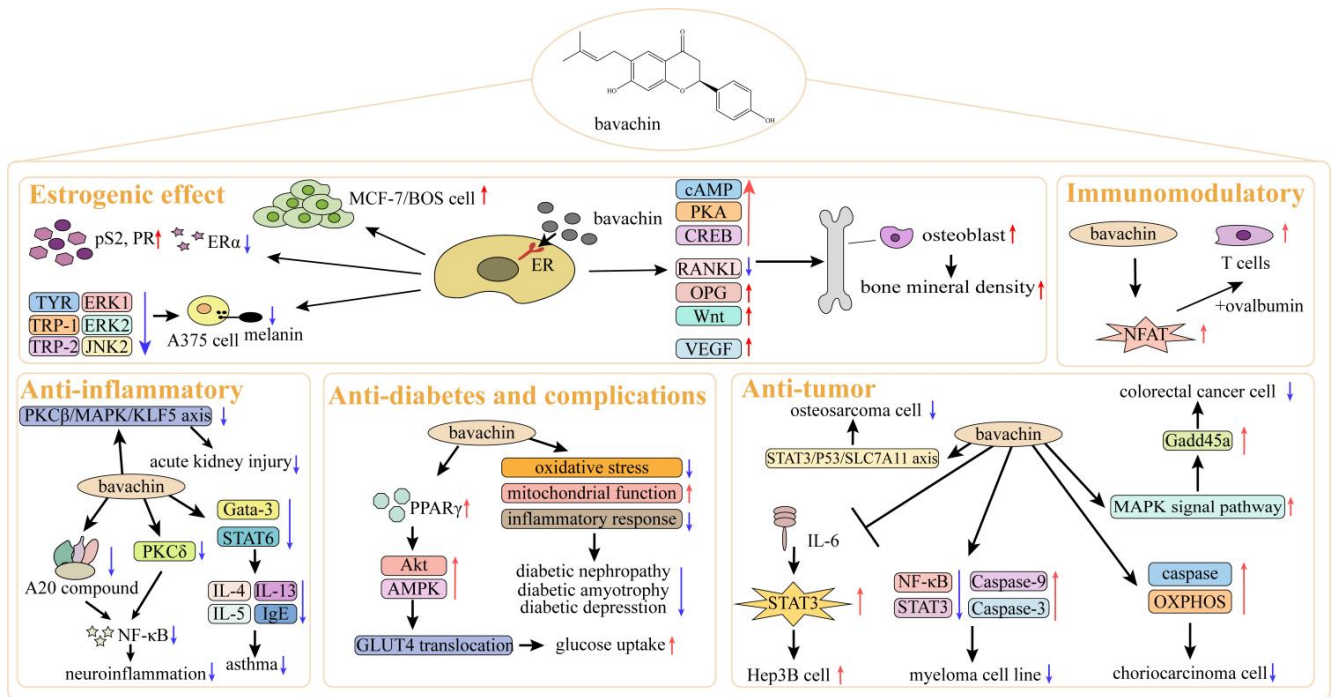 O
HO
O
OH
bavachin
Estrogenic effect
MCF-7/BOS cell
pS2, PR
ERα
bavachin
ER
TYR
ERK1
TRP-1
ERK2
TRP-2
JNK2
A375 cell
melanin
cAMP
PKA
CREB
RANKL
OPG
Wnt
VEGF
osteoblast
bone mineral density
Immunomodulatory
bavachin
T cells
+ovalbumin
NFAT
Anti-inflammatory
PKCβ/MAPK/KLF5 axis
acute kidney injury
bavachin
Gata-3
STAT6
PKCδ
A20 compound
IL-4
IL-13
IL-5
IgE
NF-κB
neuroinflammation
asthma
Anti-diabetes and complications
bavachin
oxidative stress
mitochondrial function
inflammatory response
PPARγ
Akt
AMPK
diabetic nephropathy
diabetic amyotrophy
diabetic depresstion
GLUT4 translocation
glucose uptake
Anti-tumor
colorectal cancer cell
osteosarcoma cell
bavachin
Gadd45a
STAT3/P53/SLC7A11 axis
MAPK signal pathway
IL-6
NF-κB
Caspase-9
STAT3
Caspase-3
caspase
OXPHOS
STAT3
Hep3B cell
myeloma cell line
choriocarcinoma cell